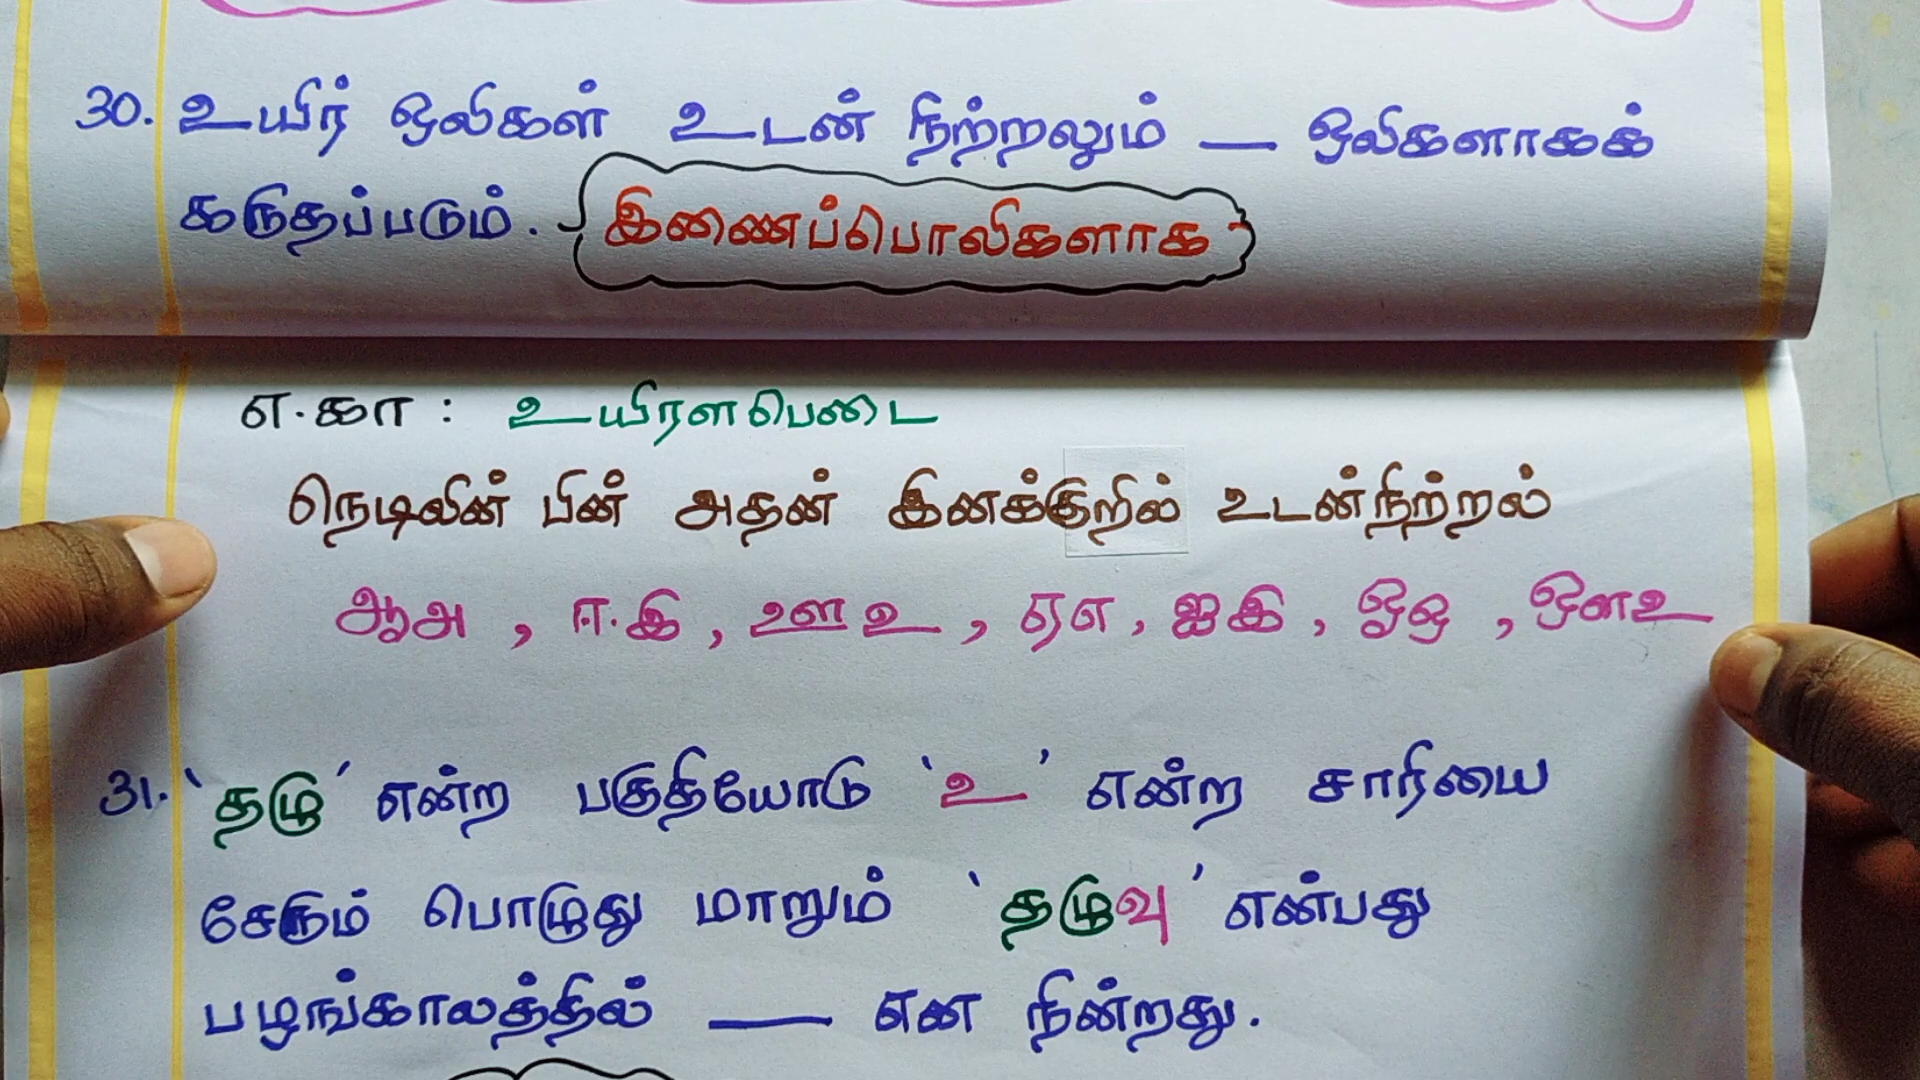 30. உயிர் ஒலிகள் உடன் நிற்றலும் — ஒலிகளாகக்
கருதப்படும். இணைப்பொலிகளாக
எ.கா : உயிரளபெடை
நெடிலின் பின் அதன் இனக்குறில் உடன்நிற்றல்
ஆஅ, ஈ.இ, ஊஉ, ஏஎ, ஐஇ, ஓஒ, ஔஉ
31. 'தழு' என்ற பகுதியோடு 'உ' என்ற சாரியை
சேரும் பொழுது மாறும் 'தழுவு' என்பது
பழங்காலத்தில் — என நின்றது.